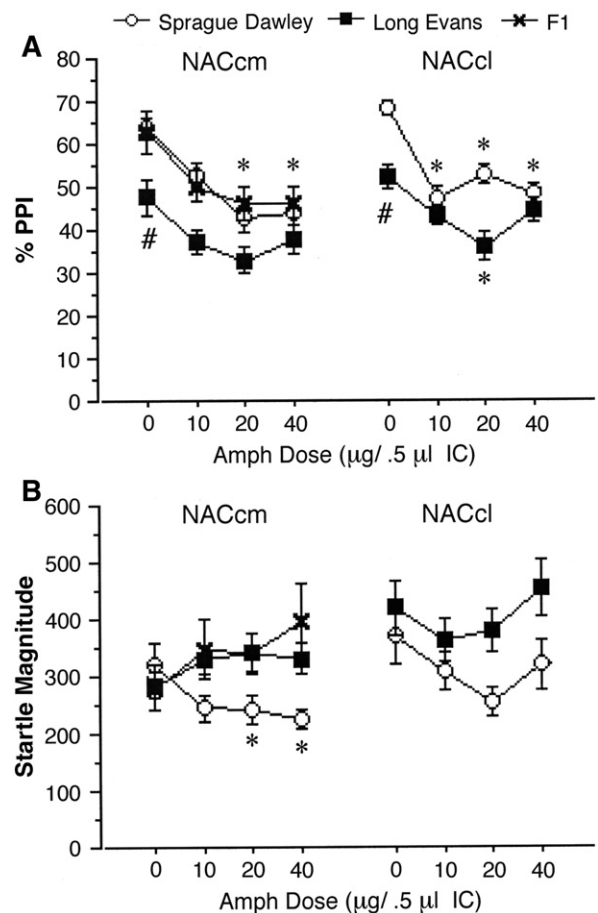 Sprague Dawley Long Evans F1
A
NACcm NACcl
80
70
60
50
40
30
20
10
0
% PPI
* *
#
* * *
#
*
0 10 20 40 0 10 20 40
Amph Dose (μg/ .5 μl IC)
B
NACcm NACcl
600
500
400
300
200
100
0
Startle Magnitude
* *
0 10 20 40 0 10 20 40
Amph Dose (μg/ .5 μl IC)